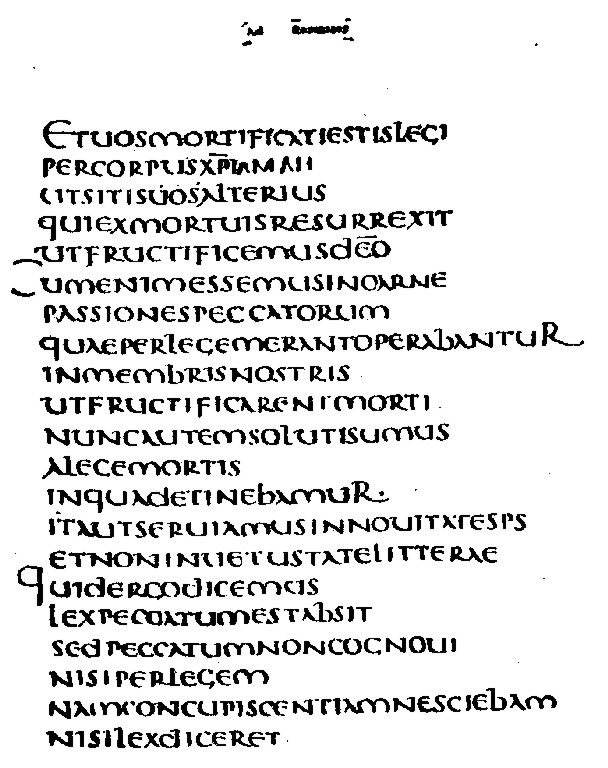 Ad Romanos
ETUOSMORTIFICATIESTISLEGI
PERCORPUSXP̅I
UTSITISUOSALTERIUS
QUIEXMORTUISRESURREXIT
UTFRUCTIFICEMUSDEO̅
CUMENIMESSEMUSINCARNE
PASSIONESPECCATORUM
QUAEPERLEGEMERANTOPERABANTUR
INMEMBRISNOSTRIS
UTFRUCTIFICARENTMORTI
NUNCAUTEMSOLUTISUMUS
ALEGEMORTIS
INQUADETINEBAMUR.
ITAUTSERUIAMUSINNOUITATESPS
ETNONINUETUSTATELITTERAE
QUIDERGODICEMUS
LEXPECCATUMESTABSIT
SEDPECCATUMNONCOGNOUI
NISIPERLEGEM
NAMCONCUPISCENTIAMNESCIEBAM
NISILEXDICERET